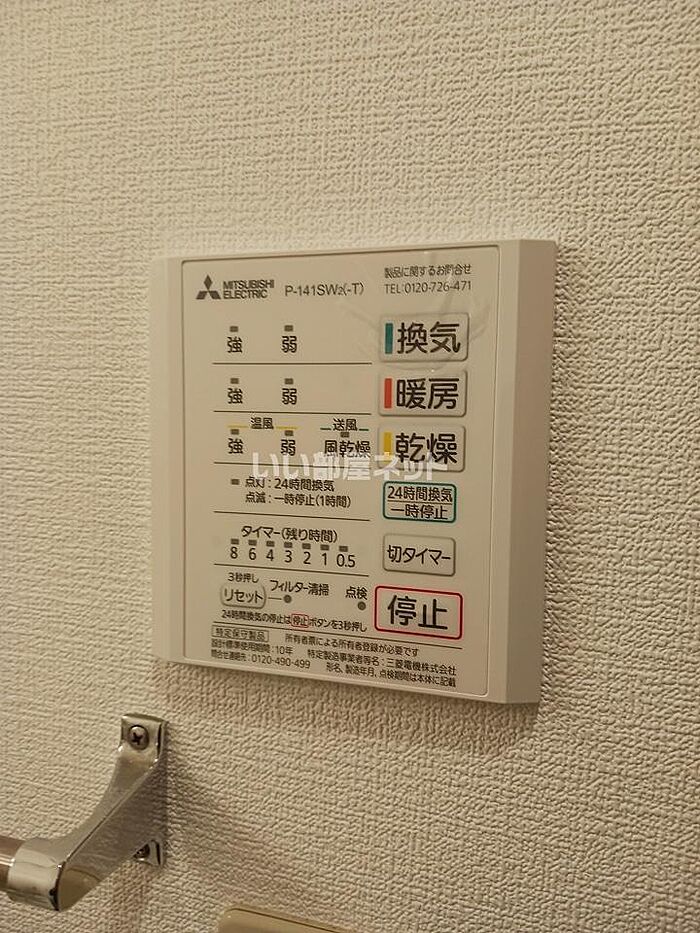 MITSUBISHI ELECTRIC P-141SW2(-T)
製品に関するお問合せ
TEL:0120-726-471
強 弱 換気
強 弱 暖房
温風 送風
強 弱 風乾燥 乾燥
いい部屋ネット
点灯:24時間換気
点滅:一時停止(1時間)
24時間換気
一時停止
タイマー(残り時間)
8 6 4 3 2 1 0.5
切タイマー
3秒押し
リセット フィルター清掃 点検
停止
24時間換気の停止は停止ボタンを3秒押し
特定保守製品 所有者票による所有者登録が必要です
設計標準使用期間:10年 特定製造事業者等名:三菱電機株式会社
問合せ連絡先:0120-490-499 形名、製造年月、点検期間は本体に記載